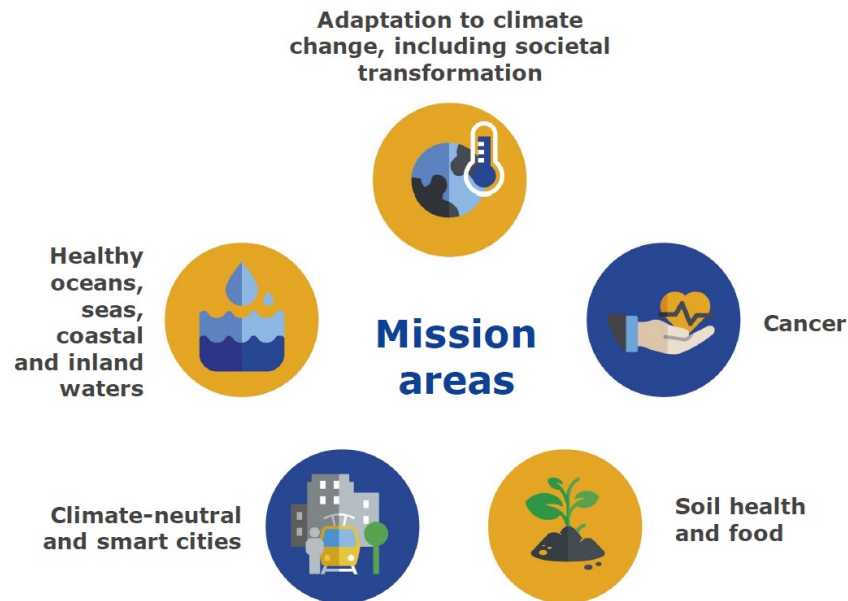 Adaptation to climate
change, including societal
transformation
Healthy
oceans,
seas,
coastal
and inland
waters
Mission
areas
Cancer
Climate-neutral
and smart cities
Soil health
and food